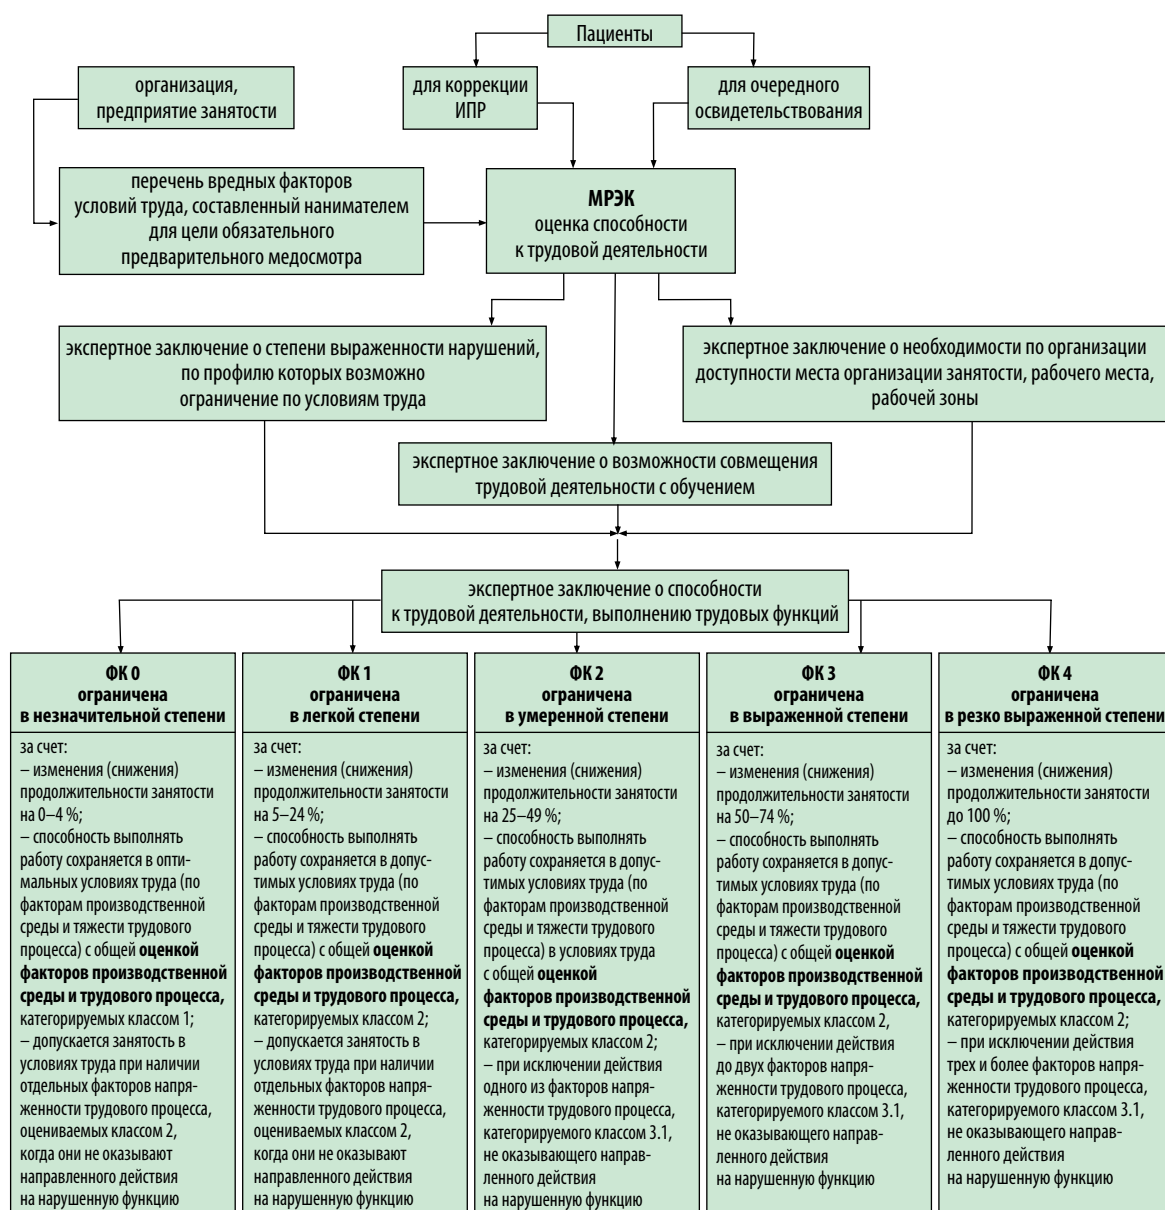 Пациенты
организация,
предприятие занятости
для коррекции
ИПР
для очередного
освидетельствования
перечень вредных факторов
условий труда, составленный нанимателем
для цели обязательного
предварительного медосмотра
МРЭК
оценка способности
к трудовой деятельности
экспертное заключение о степени выраженности нарушений,
по профилю которых возможно
ограничение по условиям труда
экспертное заключение о необходимости по организации
доступности места организации занятости, рабочего места,
рабочей зоны
экспертное заключение о возможности совмещения
трудовой деятельности с обучением
экспертное заключение о способности
к трудовой деятельности, выполнению трудовых функций
ФК 0
ограничена
в незначительной степени
за счет:
– изменения (снижения)
продолжительности занятости
на 0–4 %;
– способность выполнять
работу сохраняется в опти-
мальных условиях труда (по
факторам производственной
среды и тяжести трудового
процесса) с общей оценкой
факторов производственной
среды и трудового процесса,
категорируемых классом 1;
– допускается занятость в
условиях труда при наличии
отдельных факторов напря-
женности трудового процесса,
оцениваемых классом 2,
когда они не оказывают
направленного действия
на нарушенную функцию
ФК 1
ограничена
в легкой степени
за счет:
– изменения (снижения)
продолжительности занятости
на 5–24 %;
– способность выполнять
работу сохраняется в допус-
тимых условиях труда (по
факторам производственной
среды и тяжести трудового
процесса) с общей оценкой
факторов производственной
среды и трудового процесса,
категорируемых классом 2;
– допускается занятость в
условиях труда при наличии
отдельных факторов напря-
женности трудового процесса,
оцениваемых классом 2,
когда они не оказывают
направленного действия
на нарушенную функцию
ФК 2
ограничена
в умеренной степени
за счет:
– изменения (снижения)
продолжительности занятости
на 25–49 %;
– способность выполнять
работу сохраняется в допус-
тимых условиях труда (по
факторам производственной
среды и тяжести трудового
процесса) в условиях труда
с общей оценкой
факторов производственной
среды и трудового процесса,
категорируемых классом 2;
– при исключении действия
одного из факторов напря-
женности трудового процесса,
категорируемого классом 3.1,
не оказывающего направ-
ленного действия
на нарушенную функцию
ФК 3
ограничена
в выраженной степени
за счет:
– изменения (снижения)
продолжительности занятости
на 50–74 %;
– способность выполнять
работу сохраняется в допус-
тимых условиях труда (по
факторам производственной
среды и тяжести трудового
процесса) с общей оценкой
факторов производственной
среды и трудового процесса,
категорируемых классом 2,
– при исключении действия
до двух факторов напря-
женности трудового процесса,
категорируемого классом 3.1,
не оказывающего направ-
ленного действия
на нарушенную функцию
ФК 4
ограничена
в резко выраженной степени
за счет:
– изменения (снижения)
продолжительности занятости
до 100 %;
– способность выполнять
работу сохраняется в допус-
тимых условиях труда (по
факторам производственной
среды и тяжести трудового
процесса) с общей оценкой
факторов производственной
среды и трудового процесса,
категорируемых классом 2;
– при исключении действия
трех и более факторов напря-
женности трудового процесса,
категорируемого классом 3.1,
не оказывающего направ-
ленного действия
на нарушенную функцию